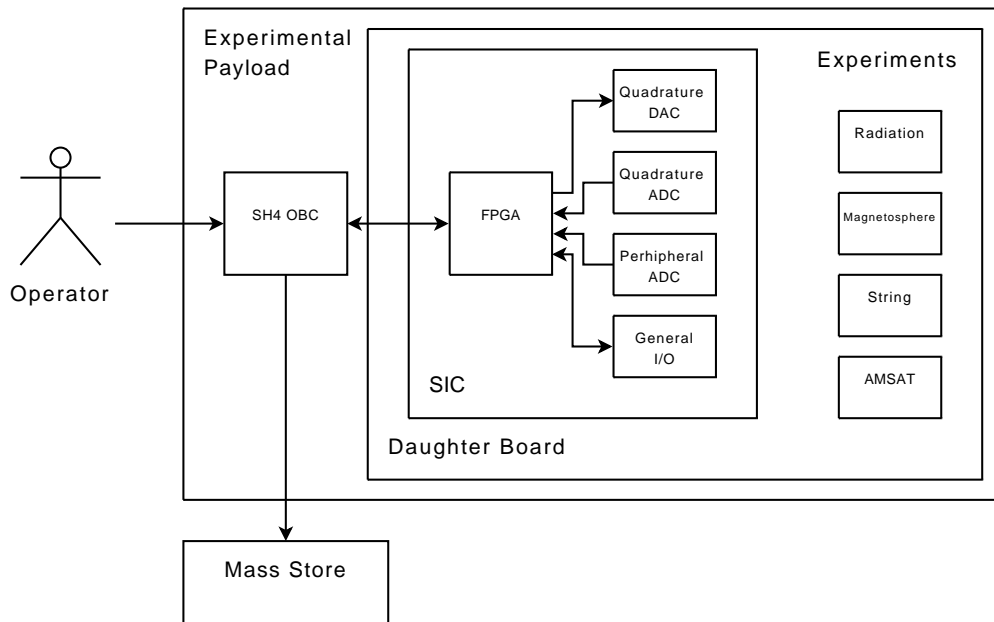 Experimental
Payload
Experiments
Quadrature
DAC
Radiation
Quadrature
ADC
SH4 OBC
FPGA
Magnetosphere
Perhipheral
ADC
Operator
String
General
I/O
SIC
AMSAT
Daughter Board
Mass Store